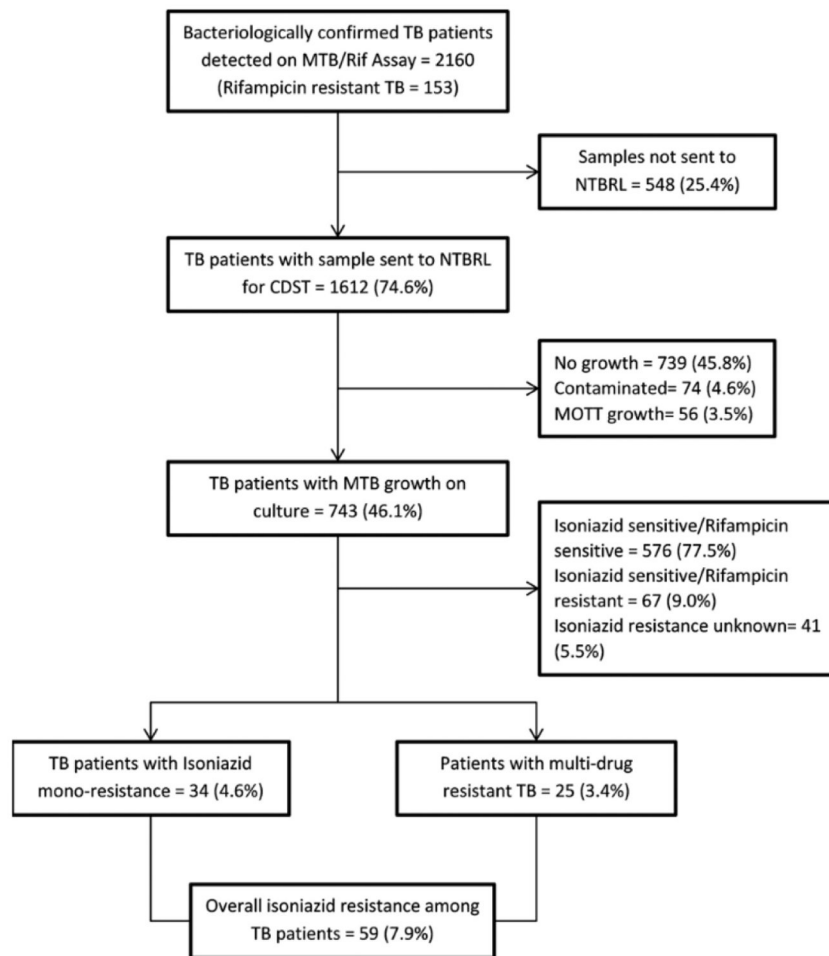 Bacteriologically confirmed TB patients
detected on MTB/Rif Assay = 2160
(Rifampicin resistant TB = 153)
Samples not sent to
NTBRL = 548 (25.4%)
TB patients with sample sent to NTBRL
for CDST = 1612 (74.6%)
No growth = 739 (45.8%)
Contaminated= 74 (4.6%)
MOTT growth= 56 (3.5%)
TB patients with MTB growth on
culture = 743 (46.1%)
Isoniazid sensitive/Rifampicin
sensitive = 576 (77.5%)
Isoniazid sensitive/Rifampicin
resistant = 67 (9.0%)
Isoniazid resistance unknown= 41
(5.5%)
TB patients with Isoniazid
mono-resistance = 34 (4.6%)
Patients with multi-drug
resistant TB = 25 (3.4%)
Overall isoniazid resistance among
TB patients = 59 (7.9%)